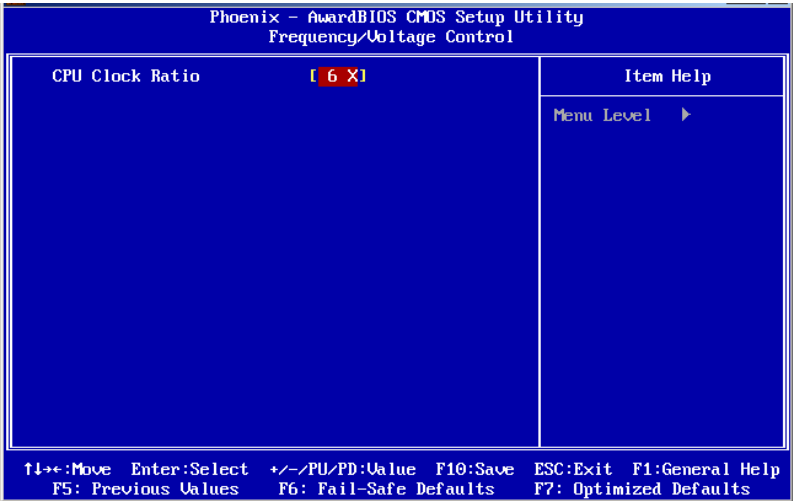 Phoenix - AwardBIOS CMOS Setup Utility
Frequency/Voltage Control
CPU Clock Ratio [ 6 X]
Item Help
Menu Level ▶
↑↓→←:Move Enter:Select +/-/PU/PD:Value F10:Save ESC:Exit F1:General Help
F5: Previous Values F6: Fail-Safe Defaults F7: Optimized Defaults